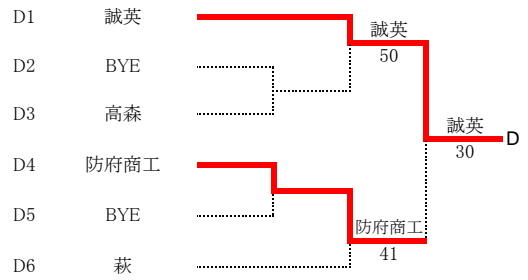 D1 誠英
誠英
50
D2 BYE
D3 高森
誠英
30
D
D4 防府商工
D5 BYE
防府商工
41
D6 萩